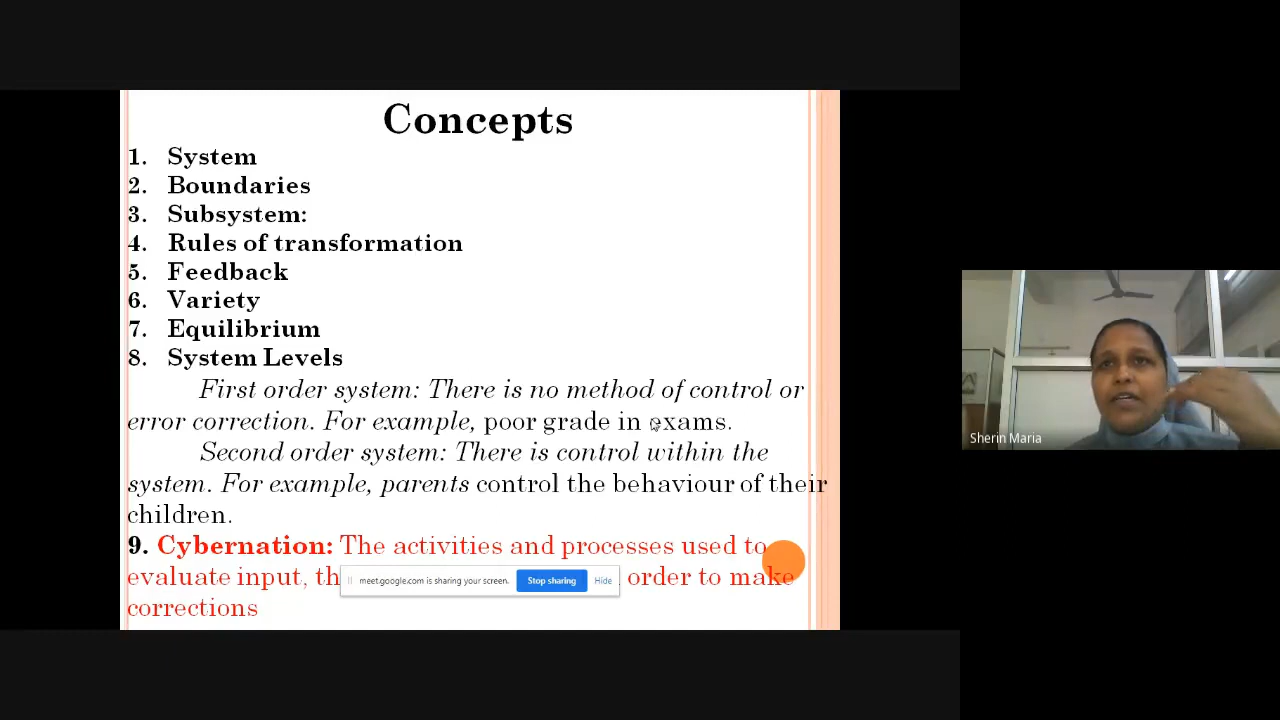 Concepts
1. System
2. Boundaries
3. Subsystem:
4. Rules of transformation
5. Feedback
6. Variety
7. Equilibrium
8. System Levels
First order system: There is no method of control or
error correction. For example, poor grade in exams.
Second order system: There is control within the
system. For example, parents control the behaviour of their
children.
9. Cybernation: The activities and processes used to
evaluate input, th order to make
meet.google.com is sharing your screen. Stop sharing Hide
corrections
Sherin Maria